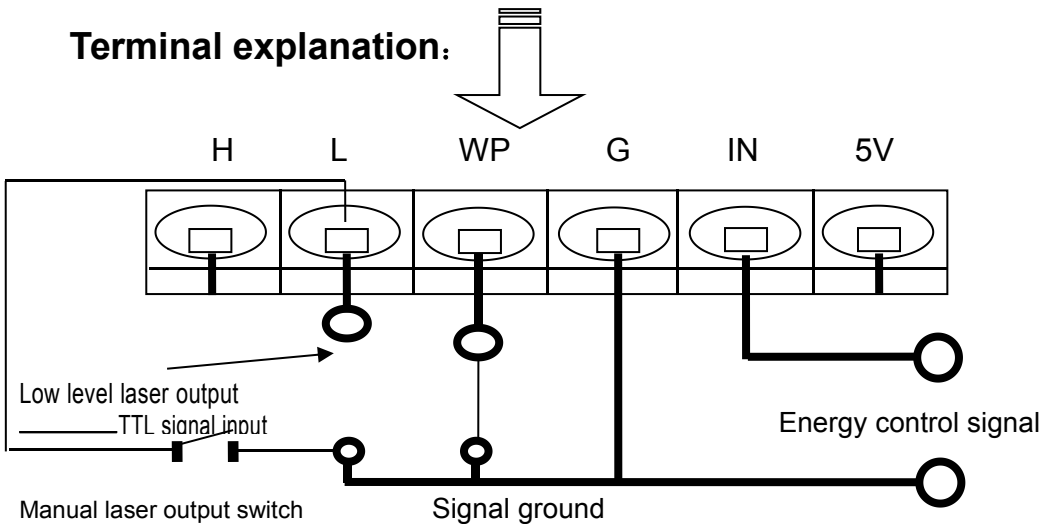 Terminal explanation：
H L WP G IN 5V
Low level laser output
TTL signal input
Energy control signal
Manual laser output switch
Signal ground